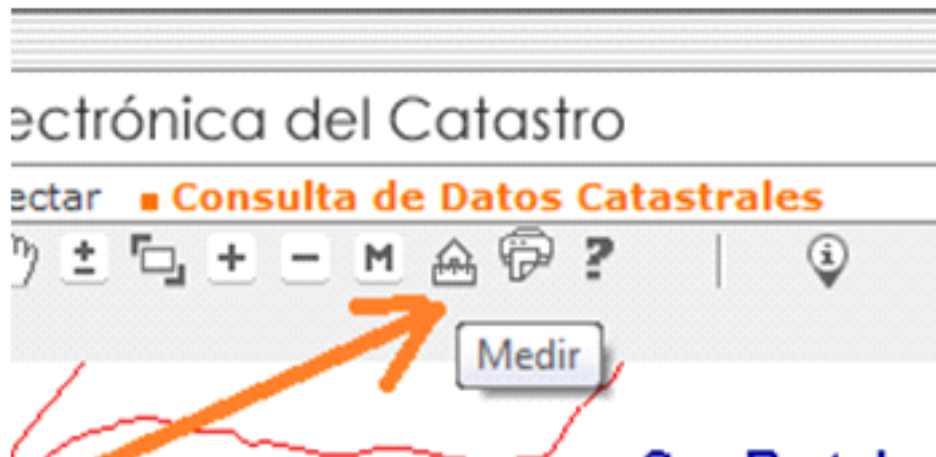 ectrónica del Catastro
ectar ▪ Consulta de Datos Catastrales
± + − M ?
Medir